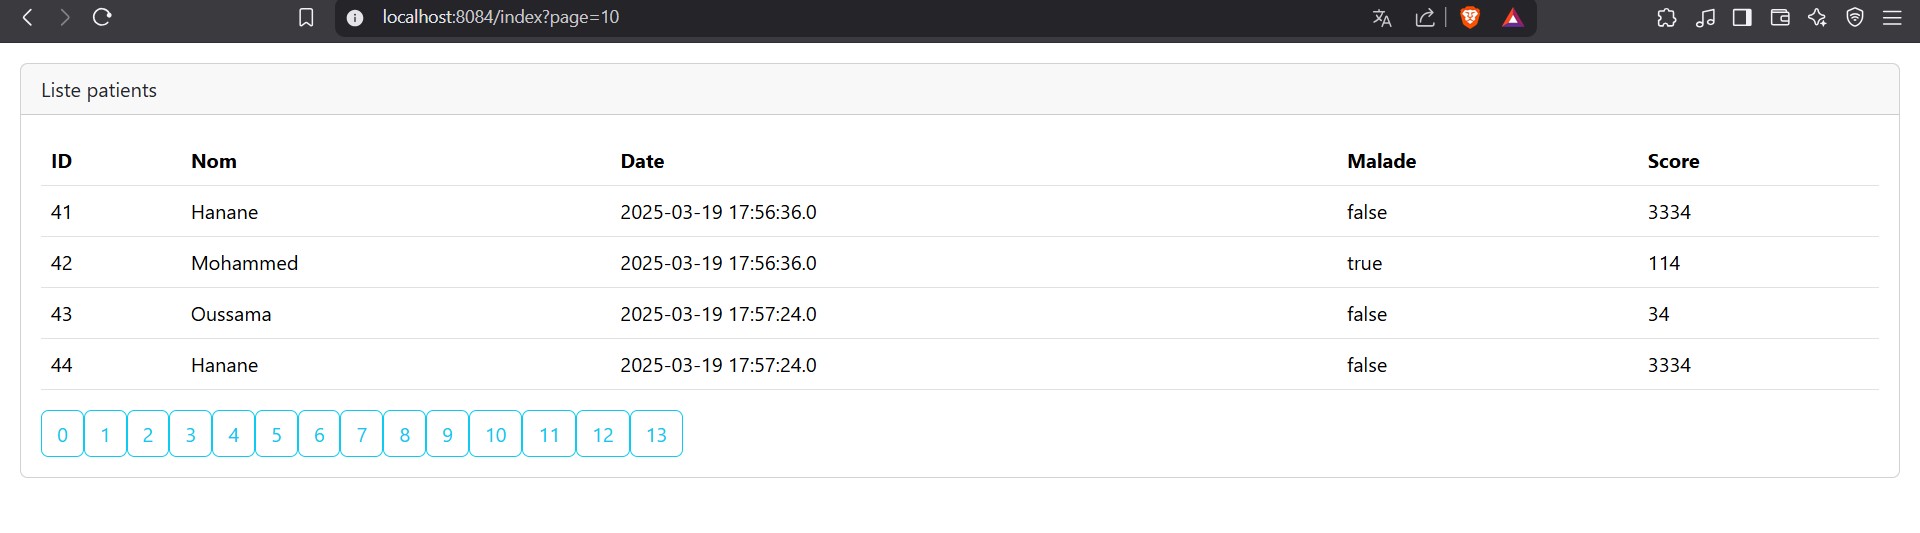 localhost:8084/index?page=10
Liste patients
ID Nom Date Malade Score
41 Hanane 2025-03-19 17:56:36.0 false 3334
42 Mohammed 2025-03-19 17:56:36.0 true 114
43 Oussama 2025-03-19 17:57:24.0 false 34
44 Hanane 2025-03-19 17:57:24.0 false 3334
0 1 2 3 4 5 6 7 8 9 10 11 12 13